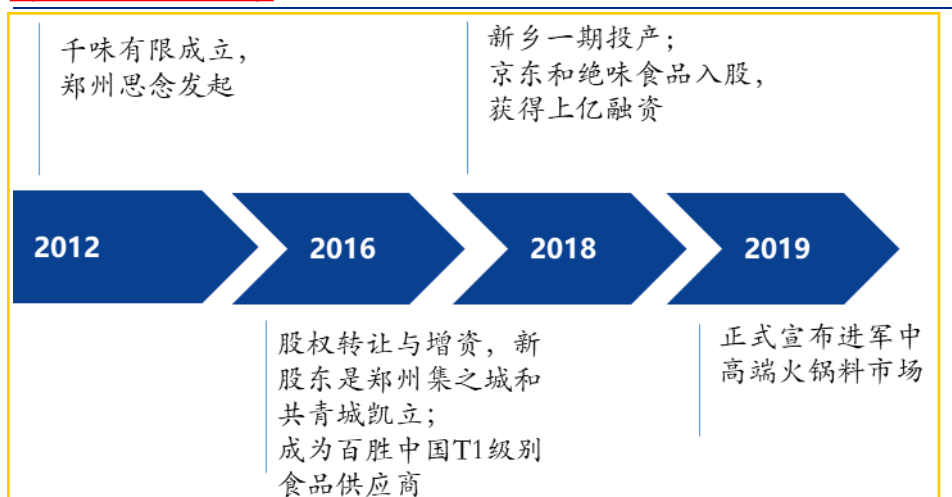 千味有限成立,
郑州思念发起
新乡一期投产;
京东和绝味食品入股,
获得上亿融资
2012
2016
2018
2019
股权转让与增资，新
股东是郑州集之城和
共青城凯立;
成为百胜中国T1级别
食品供应商
正式宣布进军中
高端火锅料市场